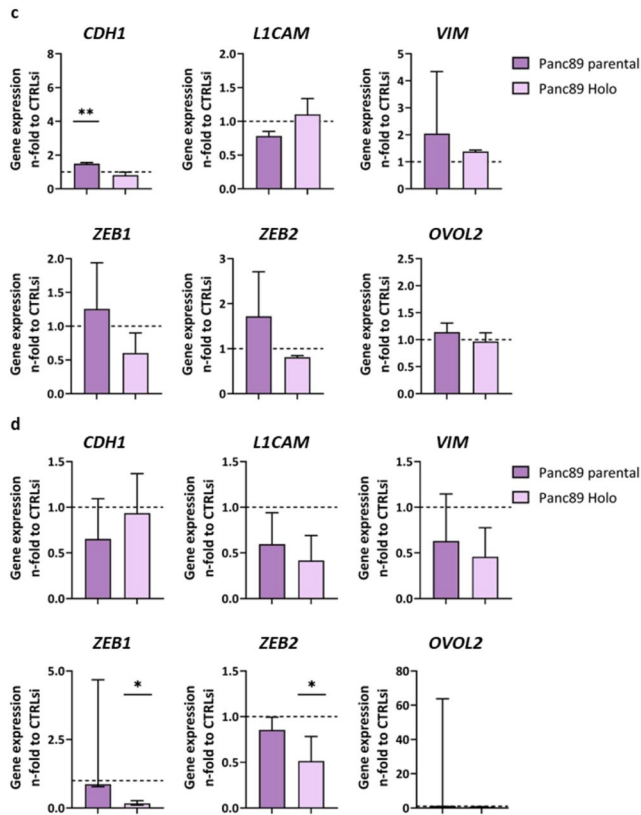 c
CDH1
Gene expression
n-fold to CTRLsi
8
6
4
2
0
**
L1CAM
Gene expression
n-fold to CTRLsi
2.0
1.5
1.0
0.5
0.0
VIM
Gene expression
n-fold to CTRLsi
5
4
3
2
1
0
Panc89 parental
Panc89 Holo
ZEB1
Gene expression
n-fold to CTRLsi
2.5
2.0
1.5
1.0
0.5
0.0
ZEB2
Gene expression
n-fold to CTRLsi
3
2
1
0
OVOL2
Gene expression
n-fold to CTRLsi
2.5
2.0
1.5
1.0
0.5
0.0
d
CDH1
Gene expression
n-fold to CTRLsi
1.5
1.0
0.5
0.0
L1CAM
Gene expression
n-fold to CTRLsi
1.5
1.0
0.5
0.0
VIM
Gene expression
n-fold to CTRLsi
1.5
1.0
0.5
0.0
Panc89 parental
Panc89 Holo
ZEB1
Gene expression
n-fold to CTRLsi
5.0
2.5
0.0
*
ZEB2
Gene expression
n-fold to CTRLsi
1.5
1.0
0.5
0.0
*
OVOL2
Gene expression
n-fold to CTRLsi
80
60
40
20
0